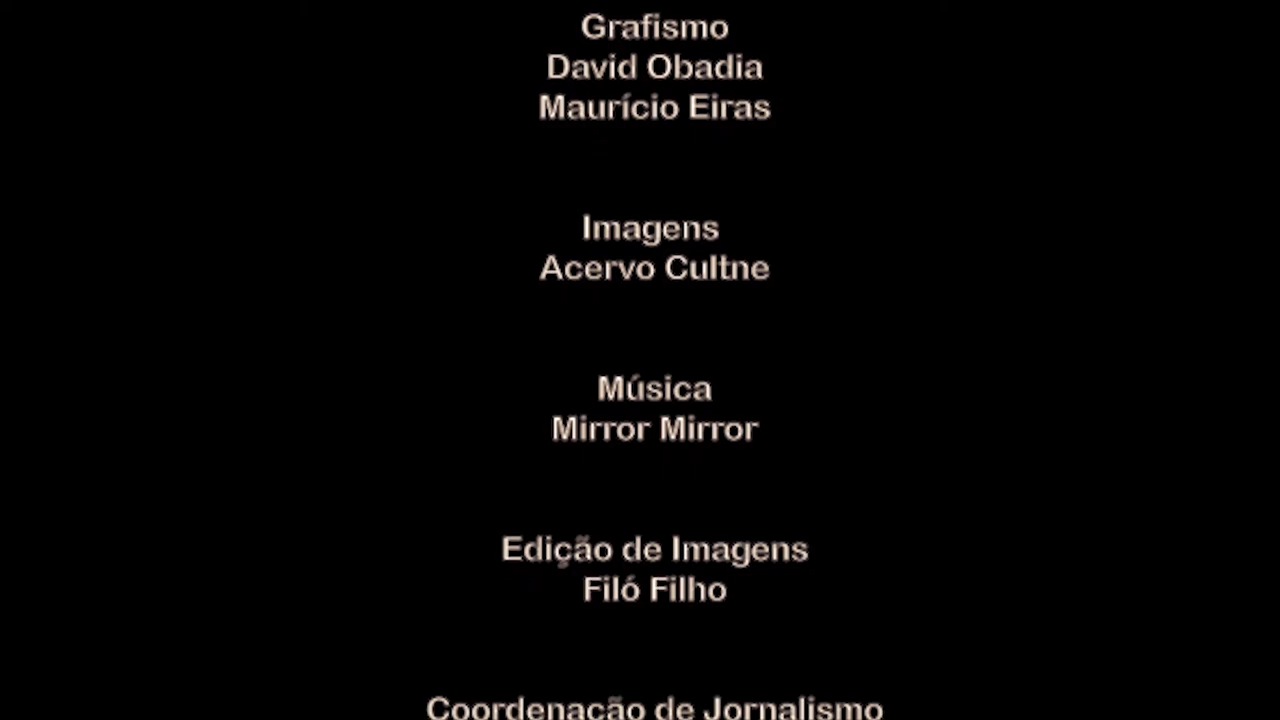 Grafismo
David Obadia
Maurício Eiras
Imagens
Acervo Cultne
Música
Mirror Mirror
Edição de Imagens
Filó Filho
Coordenação de Jornalismo